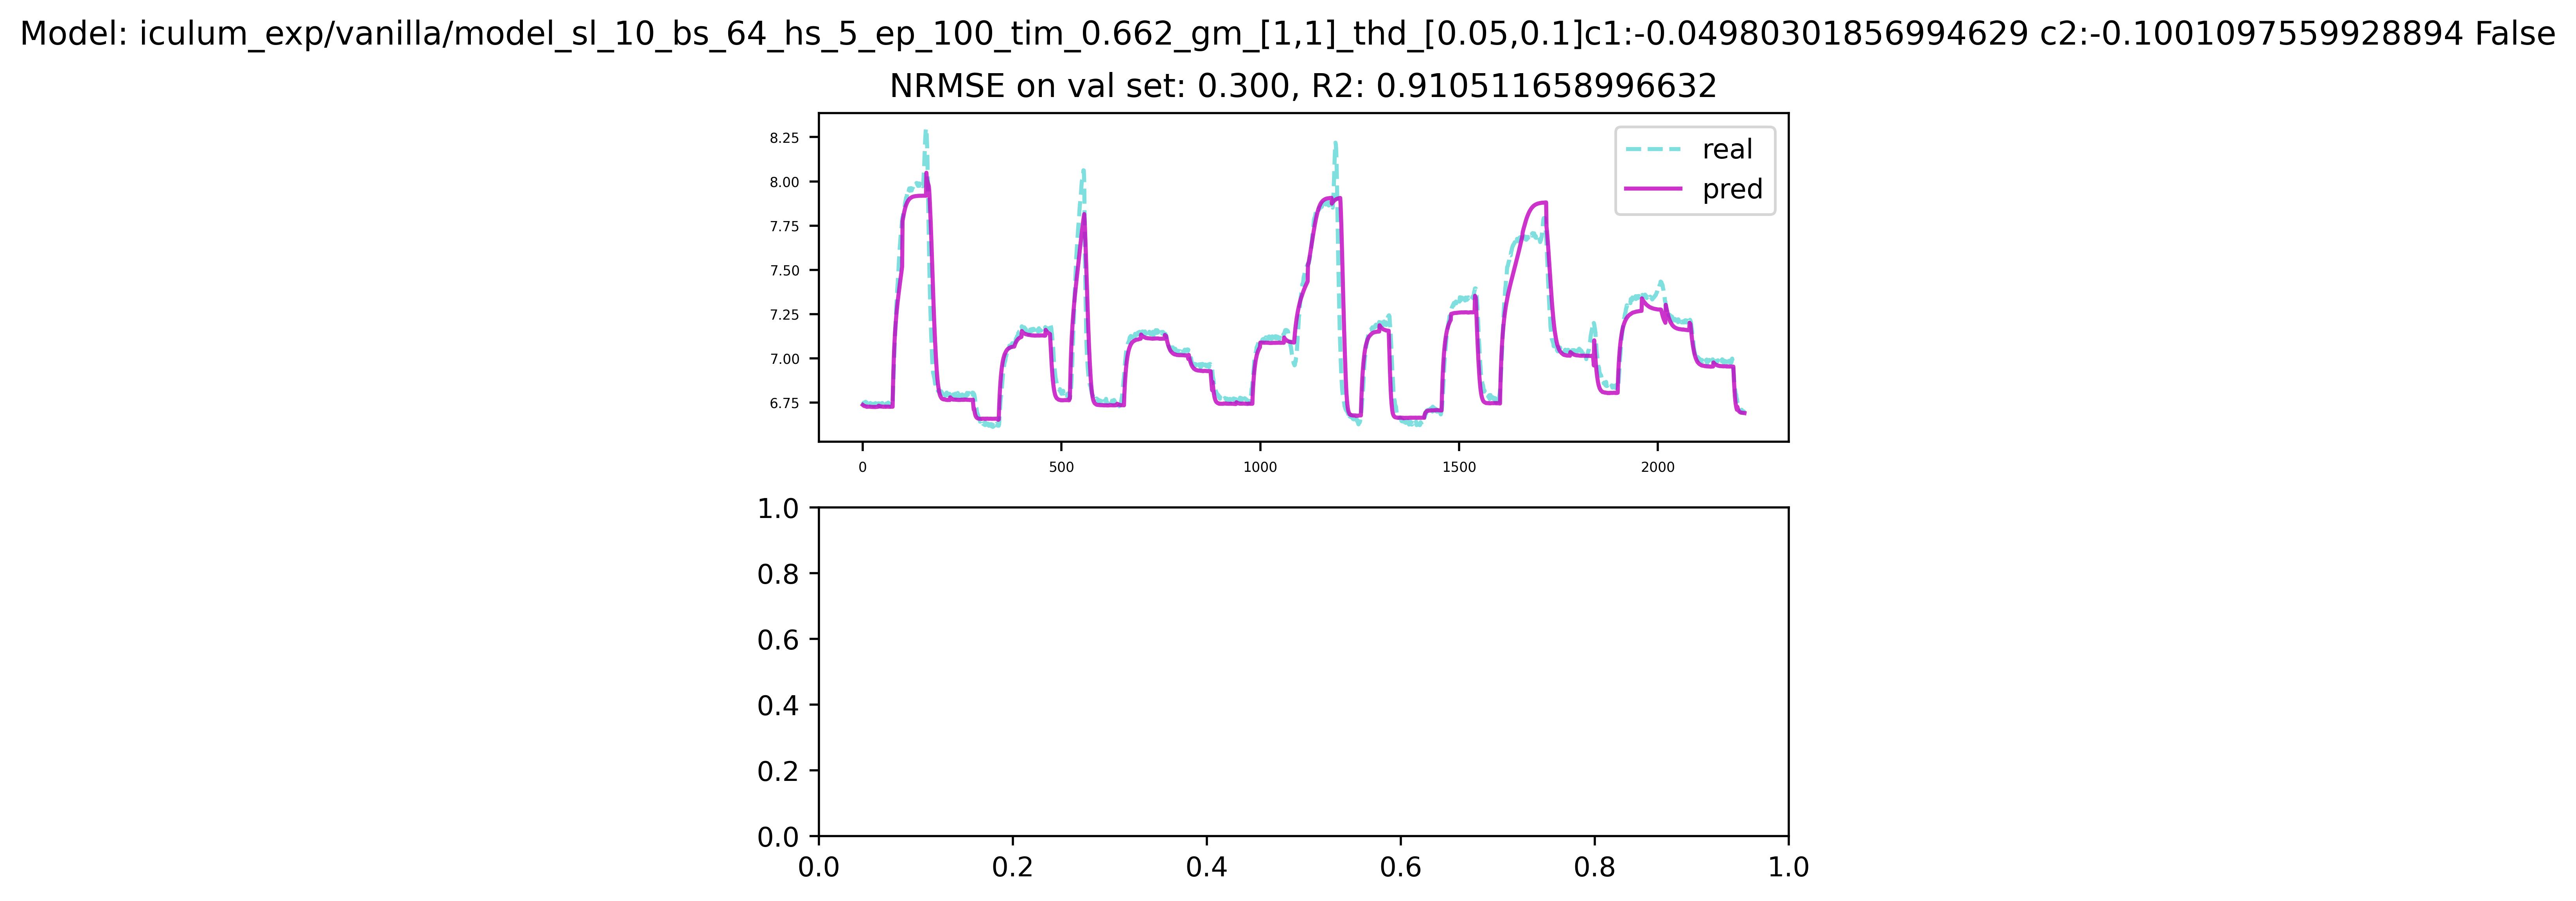 Model: iculum_exp/vanilla/model_sl_10_bs_64_hs_5_ep_100_tim_0.662_gm_[1,1]_thd_[0.05,0.1]c1:-0.04980301856994629 c2:-0.1001097559928894 False
NRMSE on val set: 0.300, R2: 0.910511658996632
8.25
8.00
7.75
7.50
7.25
7.00
6.75
real
pred
0 500 1000 1500 2000
1.0
0.8
0.6
0.4
0.2
0.0
0.0 0.2 0.4 0.6 0.8 1.0